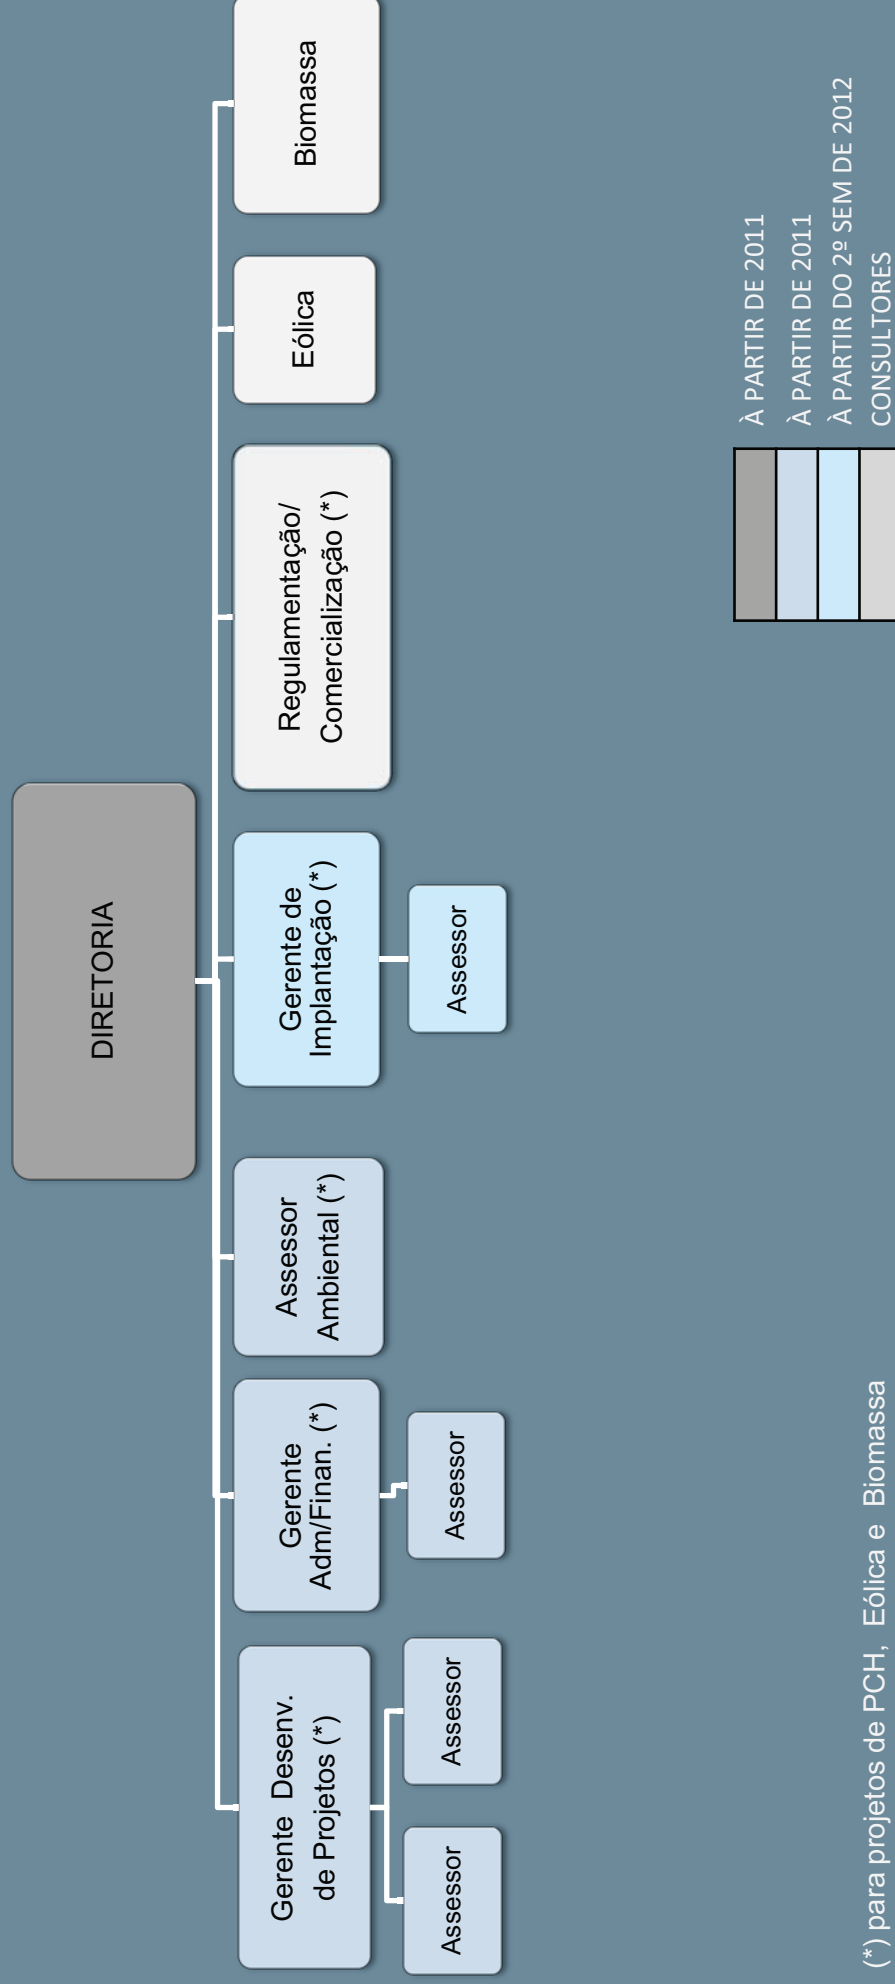 DIRETORIA
Gerente Desenv.
de Projetos (*)
Gerente
Adm/Finan. (*)
Assessor
Ambiental (*)
Gerente de
Implantação (*)
Regulamentação/
Comercialização (*)
Eólica
Biomassa
Assessor
Assessor
Assessor
Assessor
À PARTIR DE 2011
À PARTIR DE 2011
À PARTIR DO 2º SEM DE 2012
CONSULTORES
(*) para projetos de PCH, Eólica e Biomassa